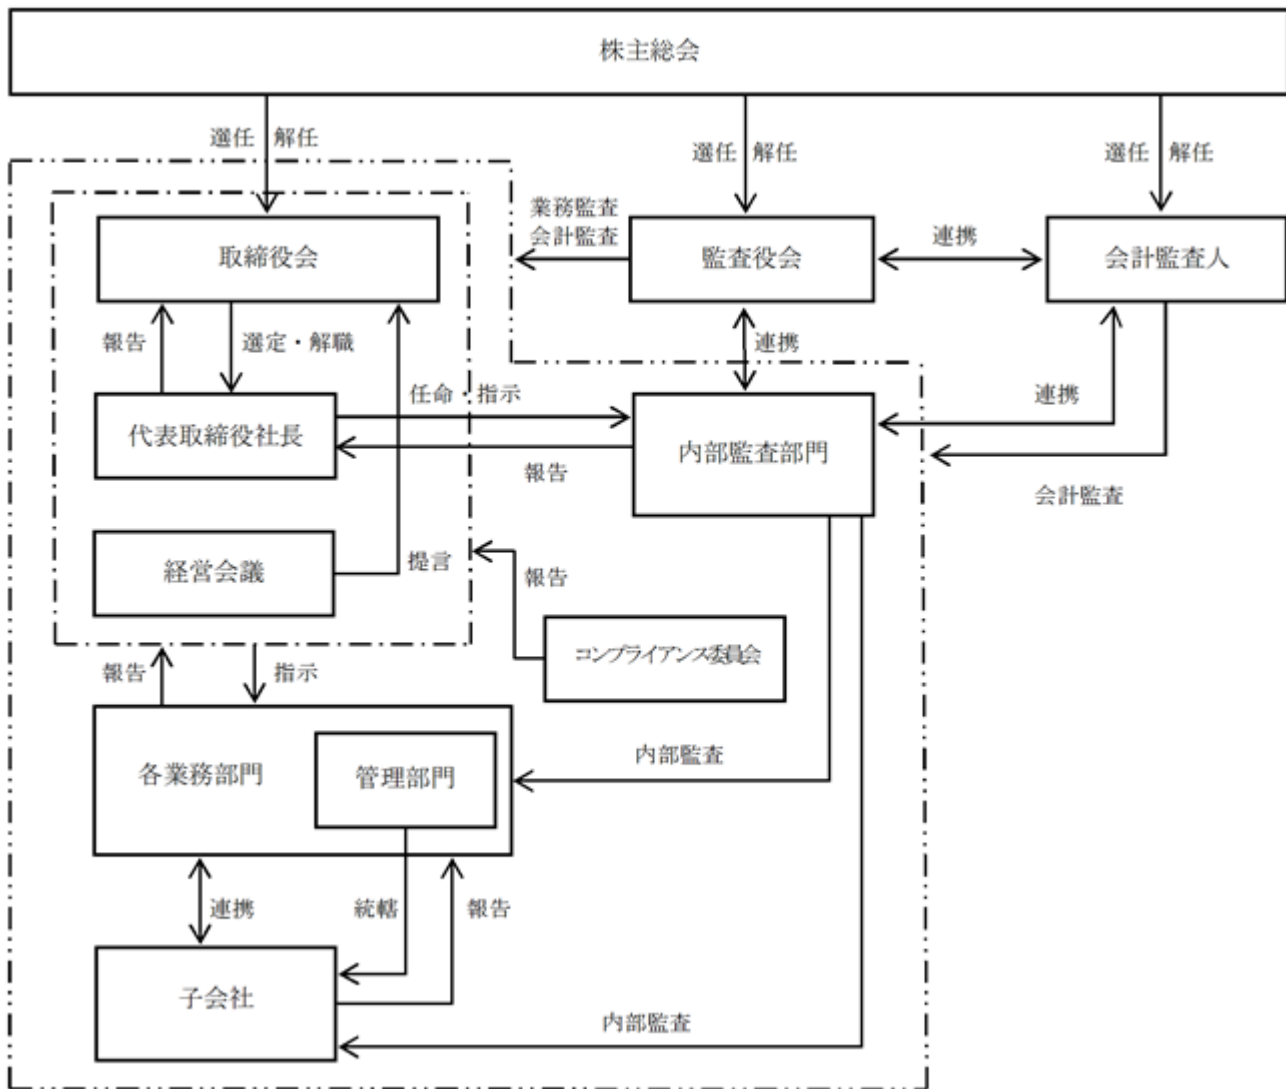 株主総会
選任 解任
選任 解任
選任 解任
業務監査
会計監査
取締役会
監査役会
連携
会計監査人
報告
選定・解職
連携
任命・指示
連携
代表取締役社長
内部監査部門
報告
会計監査
経営会議
提言
報告
コンプライアンス委員会
報告
指示
各業務部門
管理部門
内部監査
連携
統轄
報告
子会社
内部監査